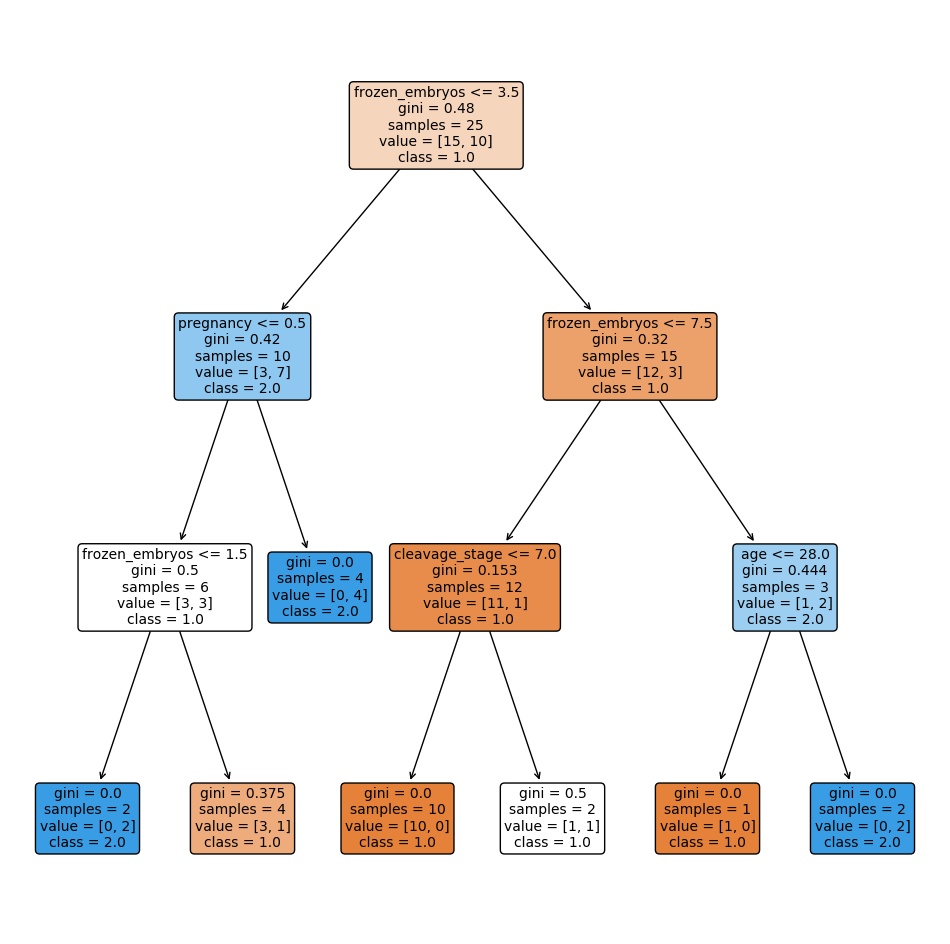 frozen_embryos <= 3.5
gini = 0.48
samples = 25
value = [15, 10]
class = 1.0
pregnancy <= 0.5
gini = 0.42
samples = 10
value = [3, 7]
class = 2.0
frozen_embryos <= 7.5
gini = 0.32
samples = 15
value = [12, 3]
class = 1.0
frozen_embryos <= 1.5
gini = 0.5
samples = 6
value = [3, 3]
class = 1.0
gini = 0.0
samples = 4
value = [0, 4]
class = 2.0
cleavage_stage <= 7.0
gini = 0.153
samples = 12
value = [11, 1]
class = 1.0
age <= 28.0
gini = 0.444
samples = 3
value = [1, 2]
class = 2.0
gini = 0.0
samples = 2
value = [0, 2]
class = 2.0
gini = 0.375
samples = 4
value = [3, 1]
class = 1.0
gini = 0.0
samples = 10
value = [10, 0]
class = 1.0
gini = 0.5
samples = 2
value = [1, 1]
class = 1.0
gini = 0.0
samples = 1
value = [1, 0]
class = 1.0
gini = 0.0
samples = 2
value = [0, 2]
class = 2.0